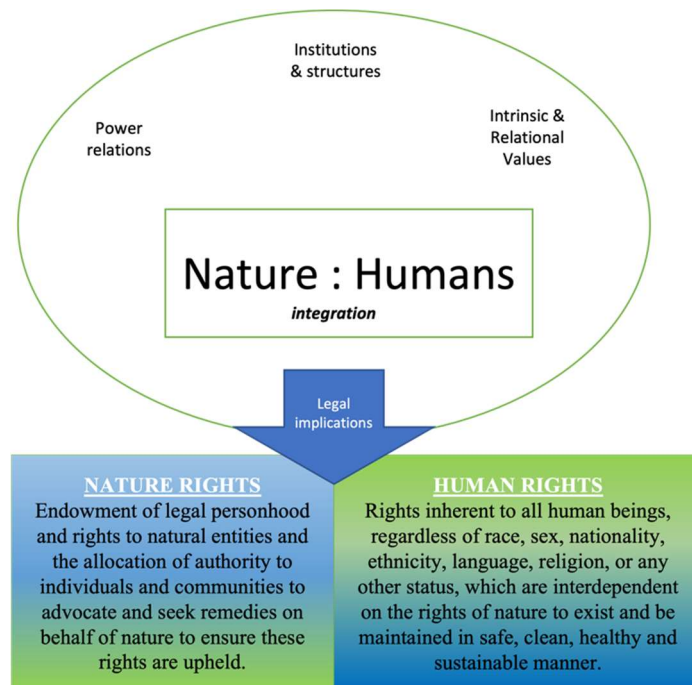 Institutions
& structures
Power
relations
Intrinsic &
Relational
Values
Nature : Humans
integration
Legal
implications
NATURE RIGHTS
Endowment of legal personhood
and rights to natural entities and
the allocation of authority to
individuals and communities to
advocate and seek remedies on
behalf of nature to ensure these
rights are upheld.
HUMAN RIGHTS
Rights inherent to all human beings,
regardless of race, sex, nationality,
ethnicity, language, religion, or any
other status, which are interdependent
on the rights of nature to exist and be
maintained in safe, clean, healthy and
sustainable manner.